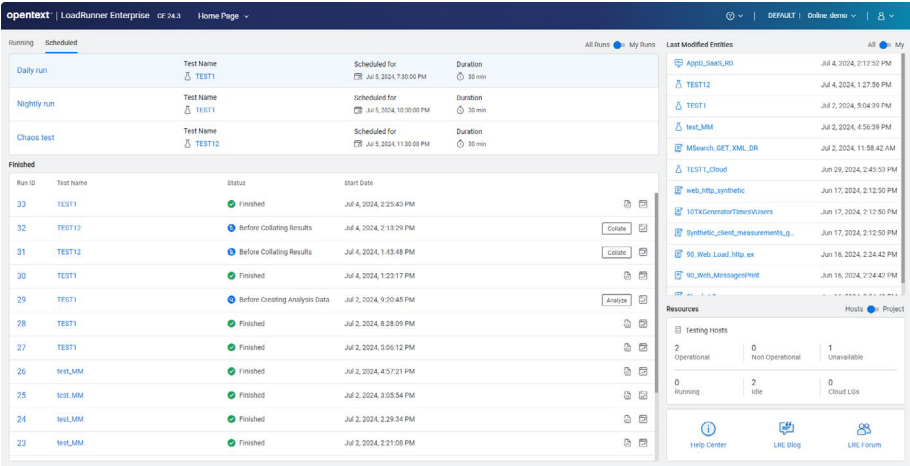 opentext™ | LoadRunner Enterprise CE 24.3 Home Page DEFAULT | Online_demo
Running Scheduled All Runs My Runs
Daily run
Test Name
TEST1
Scheduled for
Jul 5, 2024, 7:30:00 PM
Duration
30 min
Nightly run
Test Name
TEST1
Scheduled for
Jul 5, 2024, 10:30:00 PM
Duration
30 min
Chaos test
Test Name
TEST12
Scheduled for
Jul 5, 2024, 11:30:00 PM
Duration
30 min
Finished
Run ID Test Name Status Start Date
33 TEST1 Finished Jul 4, 2024, 2:25:43 PM
32 TEST12 Before Collating Results Jul 4, 2024, 2:13:29 PM Collate
31 TEST12 Before Collating Results Jul 4, 2024, 1:43:48 PM Collate
30 TEST1 Finished Jul 4, 2024, 1:23:17 PM
29 TEST1 Before Creating Analysis Data Jul 2, 2024, 9:20:45 PM Analyze
28 TEST1 Finished Jul 2, 2024, 8:28:09 PM
27 TEST1 Finished Jul 2, 2024, 5:06:12 PM
26 test_MM Finished Jul 2, 2024, 4:57:21 PM
25 test_MM Finished Jul 2, 2024, 3:05:54 PM
24 test_MM Finished Jul 2, 2024, 2:29:34 PM
23 test_MM Finished Jul 2, 2024, 2:21:08 PM
Last Modified Entities All My
AppD_SaaS_RD Jul 4, 2024, 2:12:52 PM
TEST12 Jul 4, 2024, 1:27:56 PM
TEST1 Jul 2, 2024, 5:04:39 PM
test_MM Jul 2, 2024, 4:56:39 PM
MSearch_GET_XML_DR Jul 2, 2024, 11:58:42 AM
TEST1_Cloud Jun 29, 2024, 2:45:53 PM
web_http_synthetic Jun 17, 2024, 2:12:50 PM
10TXGeneratorTimesVUsers Jun 17, 2024, 2:12:50 PM
Synthetic_client_measurements_g... Jun 17, 2024, 2:12:50 PM
90_Web_Load_http_ex Jun 16, 2024, 2:24:42 PM
90_Web_MessagesPrint Jun 16, 2024, 2:24:42 PM
Resources Hosts Project
Testing Hosts
2 Operational
0 Non Operational
1 Unavailable
0 Running
2 Idle
0 Cloud LGs
Help Center LRE Blog LRE Forum